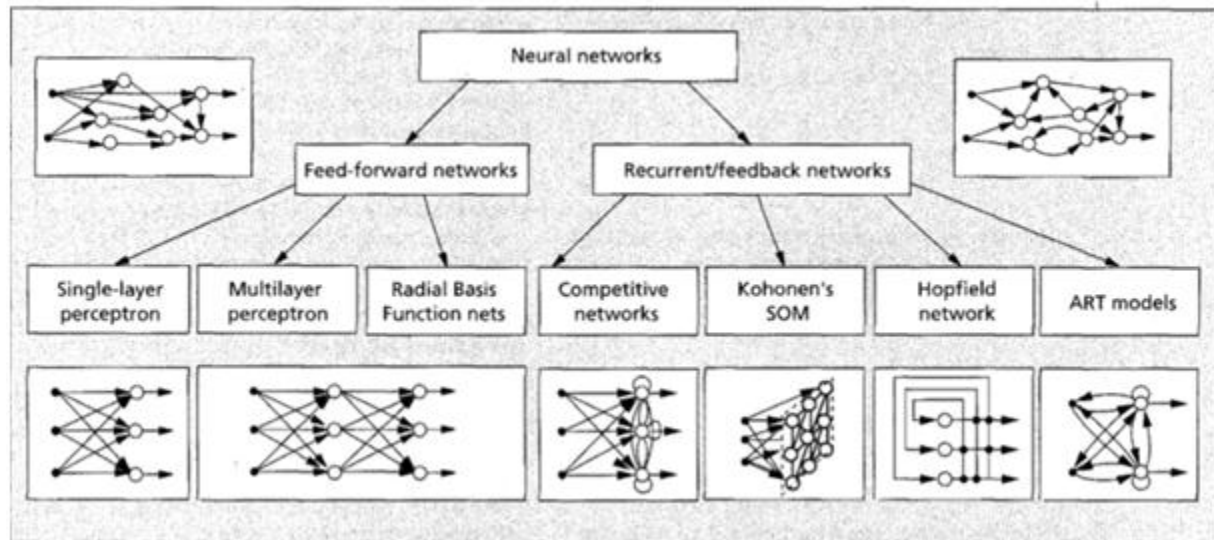 Neural networks
Feed-forward networks
Recurrent/feedback networks
Single-layer
perceptron
Multilayer
perceptron
Radial Basis
Function nets
Competitive
networks
Kohonen's
SOM
Hopfield
network
ART models